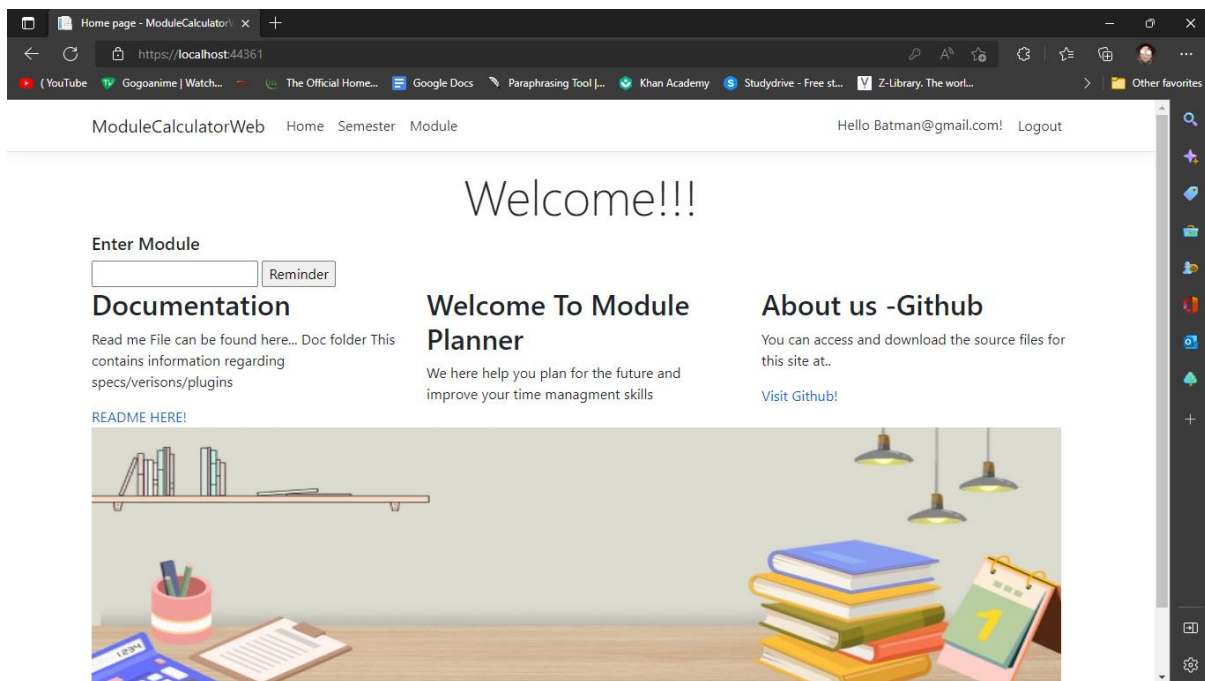 Home page - ModuleCalculatorW
https://localhost:44361
( YouTube Gogoanime | Watch... The Official Home... Google Docs Paraphrasing Tool |... Khan Academy Studydrive - Free st... Z-Library. The worl... Other favorites
ModuleCalculatorWeb Home Semester Module Hello Batman@gmail.com! Logout
Welcome!!!
Enter Module
Reminder
Documentation
Read me File can be found here... Doc folder This
contains information regarding
specs/verisons/plugins
README HERE!
Welcome To Module
Planner
We here help you plan for the future and
improve your time managment skills
About us -Github
You can access and download the source files for
this site at..
Visit Github!
1234
1